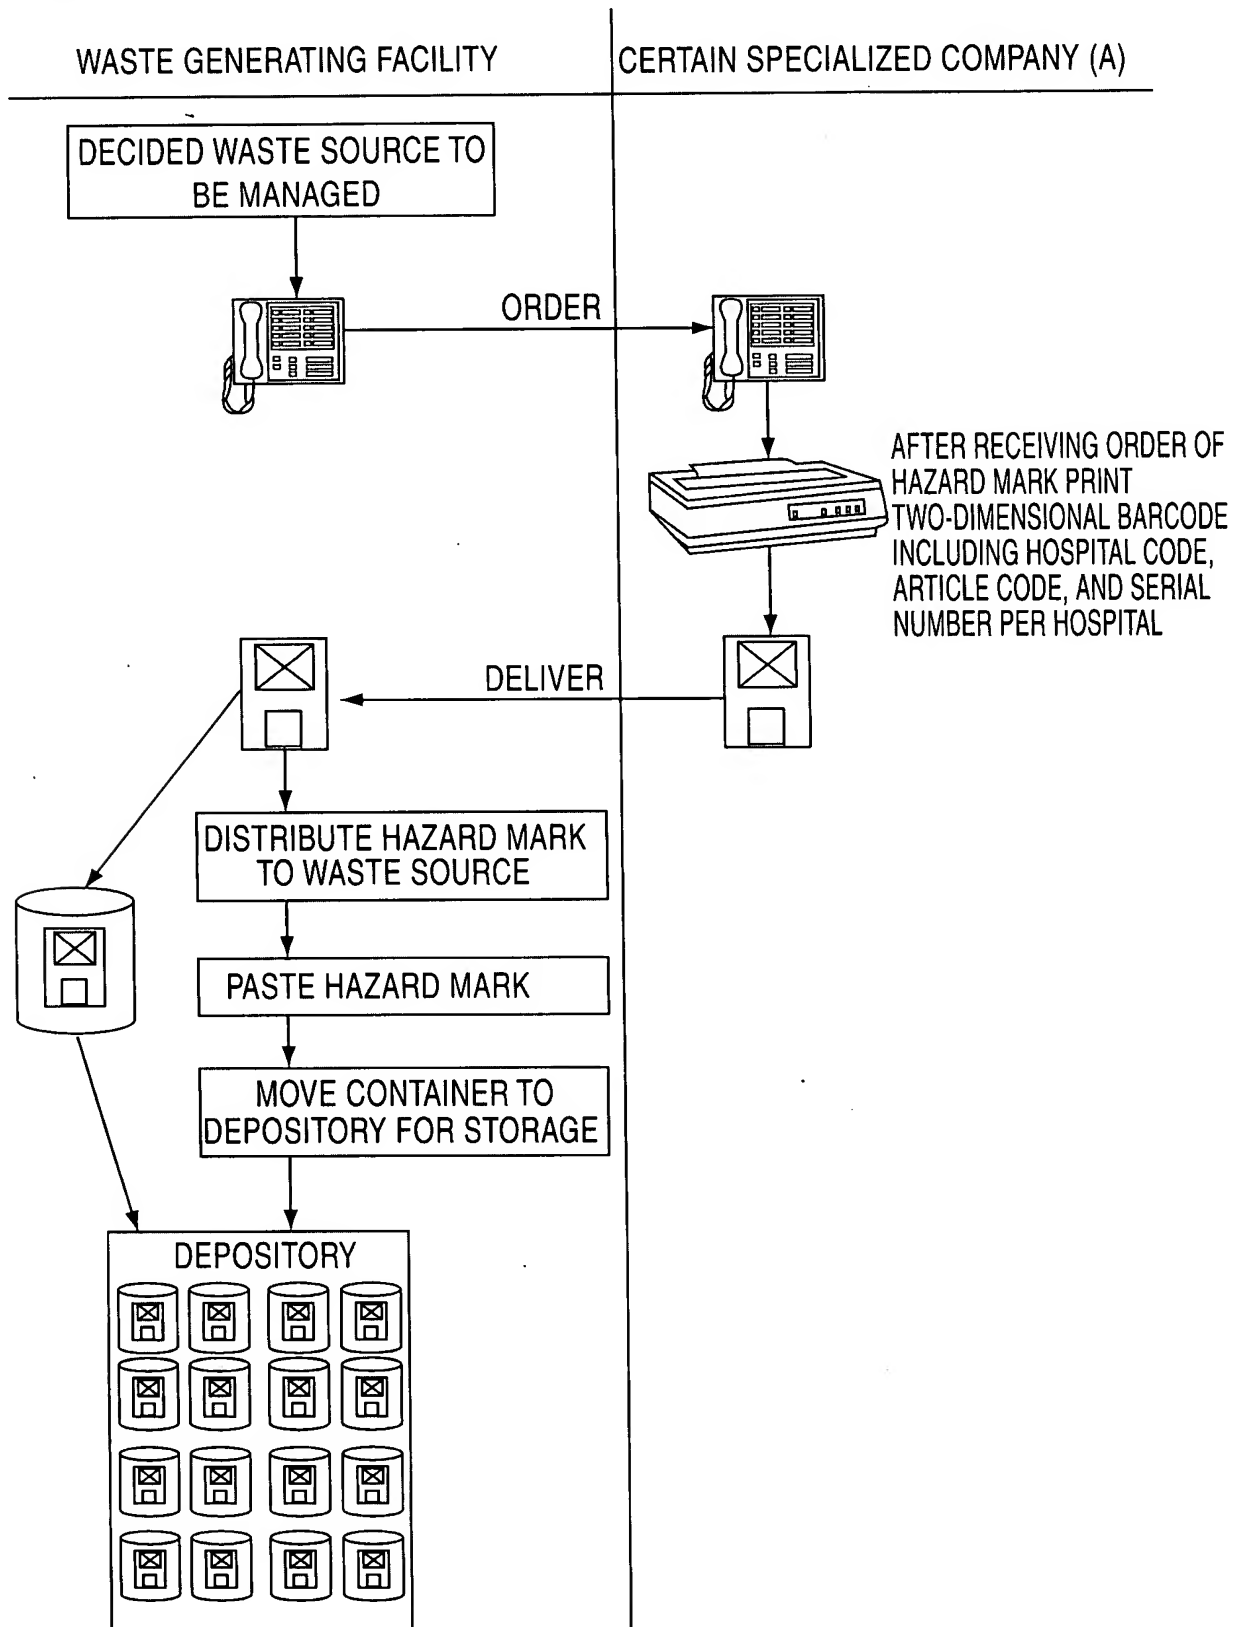 WASTE GENERATING FACILITY
CERTAIN SPECIALIZED COMPANY (A)
DECIDED WASTE SOURCE TO
BE MANAGED
ORDER
AFTER RECEIVING ORDER OF
HAZARD MARK PRINT
TWO-DIMENSIONAL BARCODE
INCLUDING HOSPITAL CODE,
ARTICLE CODE, AND SERIAL
NUMBER PER HOSPITAL
DELIVER
DISTRIBUTE HAZARD MARK
TO WASTE SOURCE
PASTE HAZARD MARK
MOVE CONTAINER TO
DEPOSITORY FOR STORAGE
DEPOSITORY